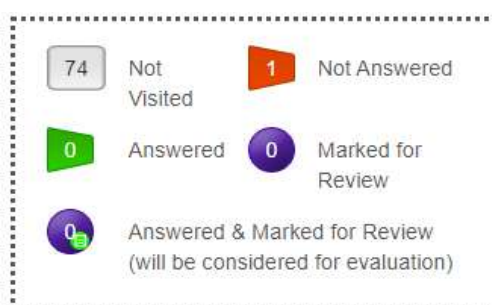 74 Not Visited
1 Not Answered
0 Answered
0 Marked for Review
0 Answered & Marked for Review
(will be considered for evaluation)